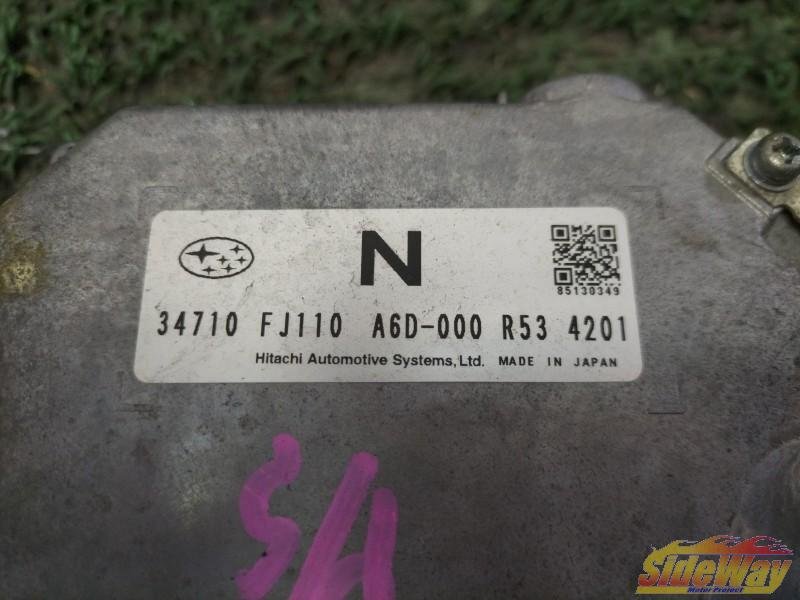 N
85130349
34710 FJ110 A6D-000 R53 4201
Hitachi Automotive Systems, Ltd. MADE IN JAPAN
SideWay
Motor Project